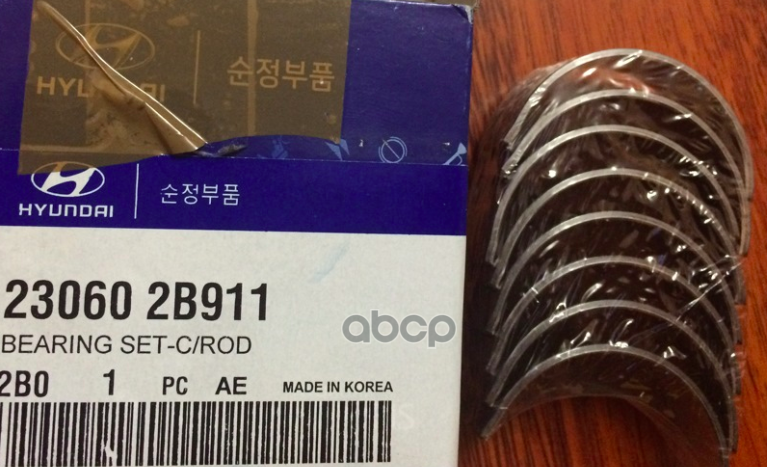 HYUNDAI 순정부품
HYUNDAI 순정부품
23060 2B911
BEARING SET-C/ROD
2B0 1 PC AE MADE IN KOREA
abcp